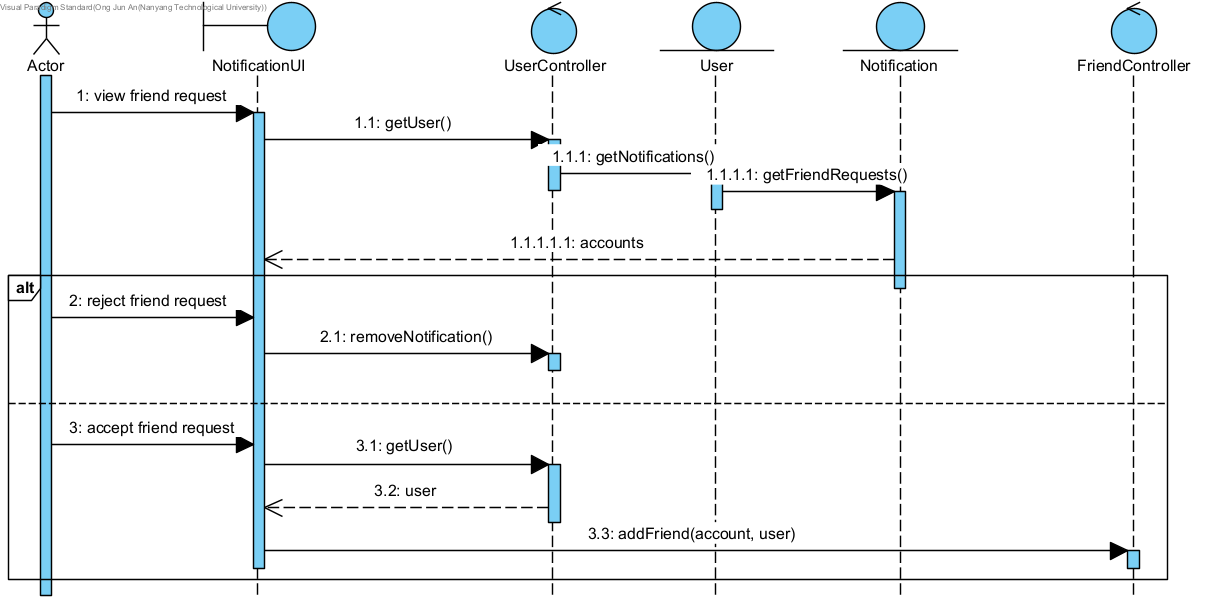 Visual Paradigm Standard(Ong Jun An(Nanyang Technological University))
Actor
NotificationUI
UserController
User
Notification
FriendController
1: view friend request
1.1: getUser()
1.1.1: getNotifications()
1.1.1.1: getFriendRequests()
1.1.1.1.1: accounts
alt
2: reject friend request
2.1: removeNotification()
3: accept friend request
3.1: getUser()
3.2: user
3.3: addFriend(account, user)